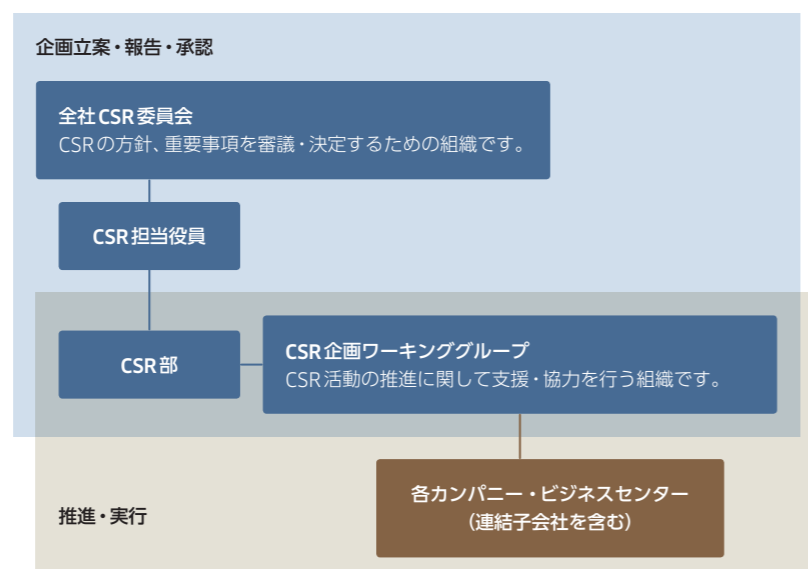 企画立案・報告・承認
全社CSR委員会
CSRの方針、重要事項を審議・決定するための組織です。
CSR担当役員
CSR部
CSR企画ワーキンググループ
CSR活動の推進に関して支援・協力を行う組織です。
各カンパニー・ビジネスセンター
（連結子会社を含む）
推進・実行